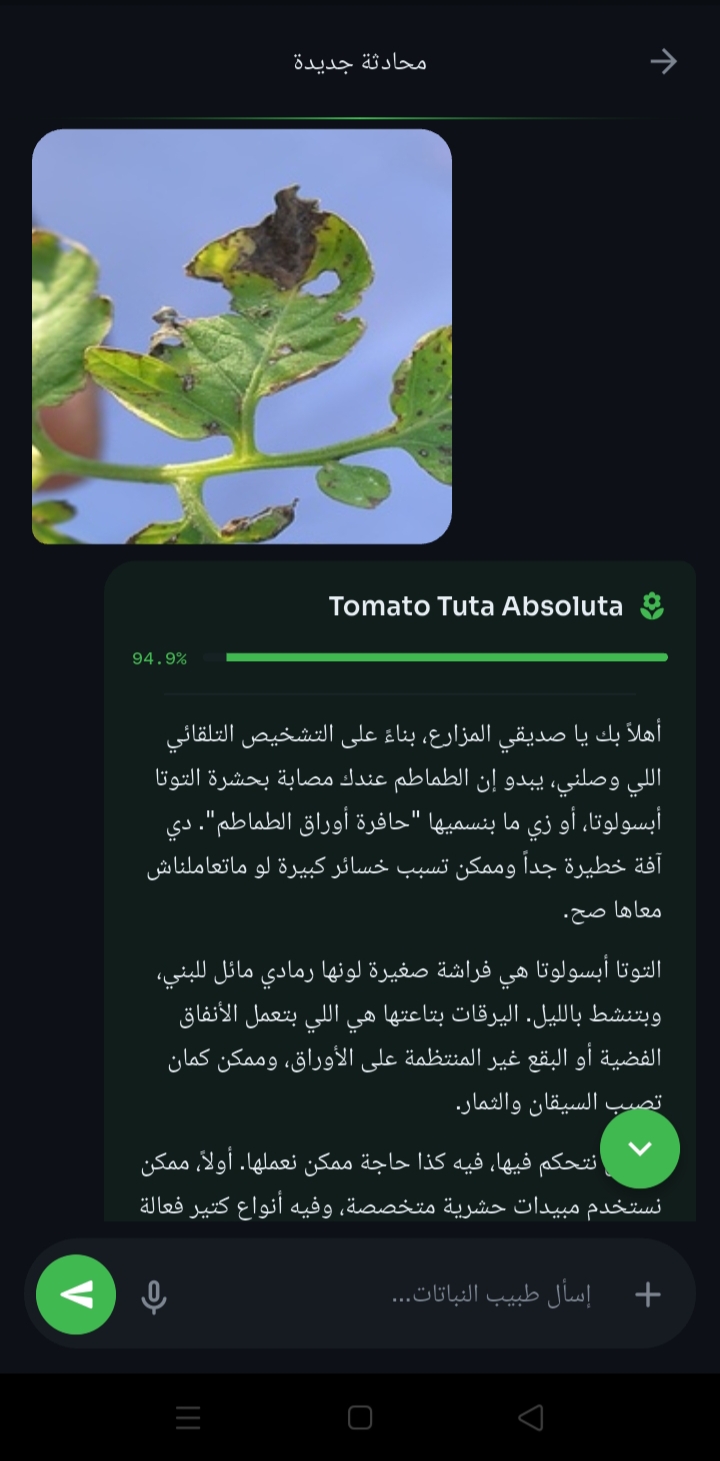 محادثة جديدة
Tomato Tuta Absoluta
94.9%
أهلاً بك يا صديقي المزارع، بناءً على التشخيص التلقائي
اللي وصلني، يبدو إن الطماطم عندك مصابة بحشرة التوتا
أبسولوتا، أو زي ما بنسميها "حافرة أوراق الطماطم". دي
آفة خطيرة جداً وممكن تسبب خسائر كبيرة لو ماتعاملناش
معاها صح.
التوتا أبسولوتا هي فراشة صغيرة لونها رمادي مائل للبني،
وبتنشط بالليل. اليرقات بتاعتها هي اللي بتعمل الأنفاق
الفضية أو البقع غير المنتظمة على الأوراق، وممكن كمان
تصيب السيقان والثمار.
نتحكم فيها، فيه كذا حاجة ممكن نعملها. أولاً، ممكن
نستخدم مبيدات حشرية متخصصة، وفيه أنواع كتير فعالة
إسأل طبيب النباتات...